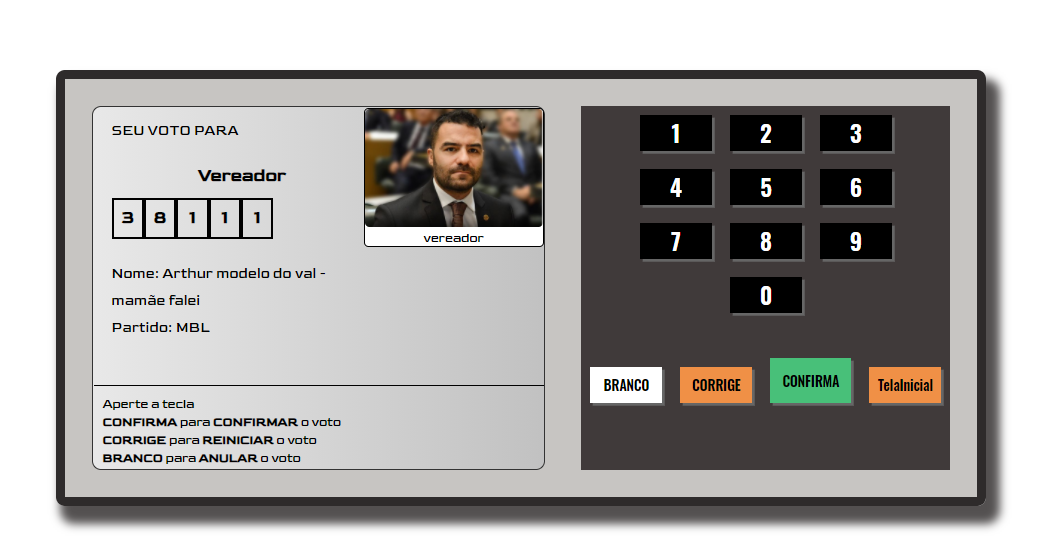 SEU VOTO PARA
Vereador
3 8 1 1 1
vereador
Nome: Arthur modelo do val -
mamãe falei
Partido: MBL
Aperte a tecla
CONFIRMA para CONFIRMAR o voto
CORRIGE para REINICIAR o voto
BRANCO para ANULAR o voto
1 2 3
4 5 6
7 8 9
0
BRANCO CORRIGE CONFIRMA TelaInicial